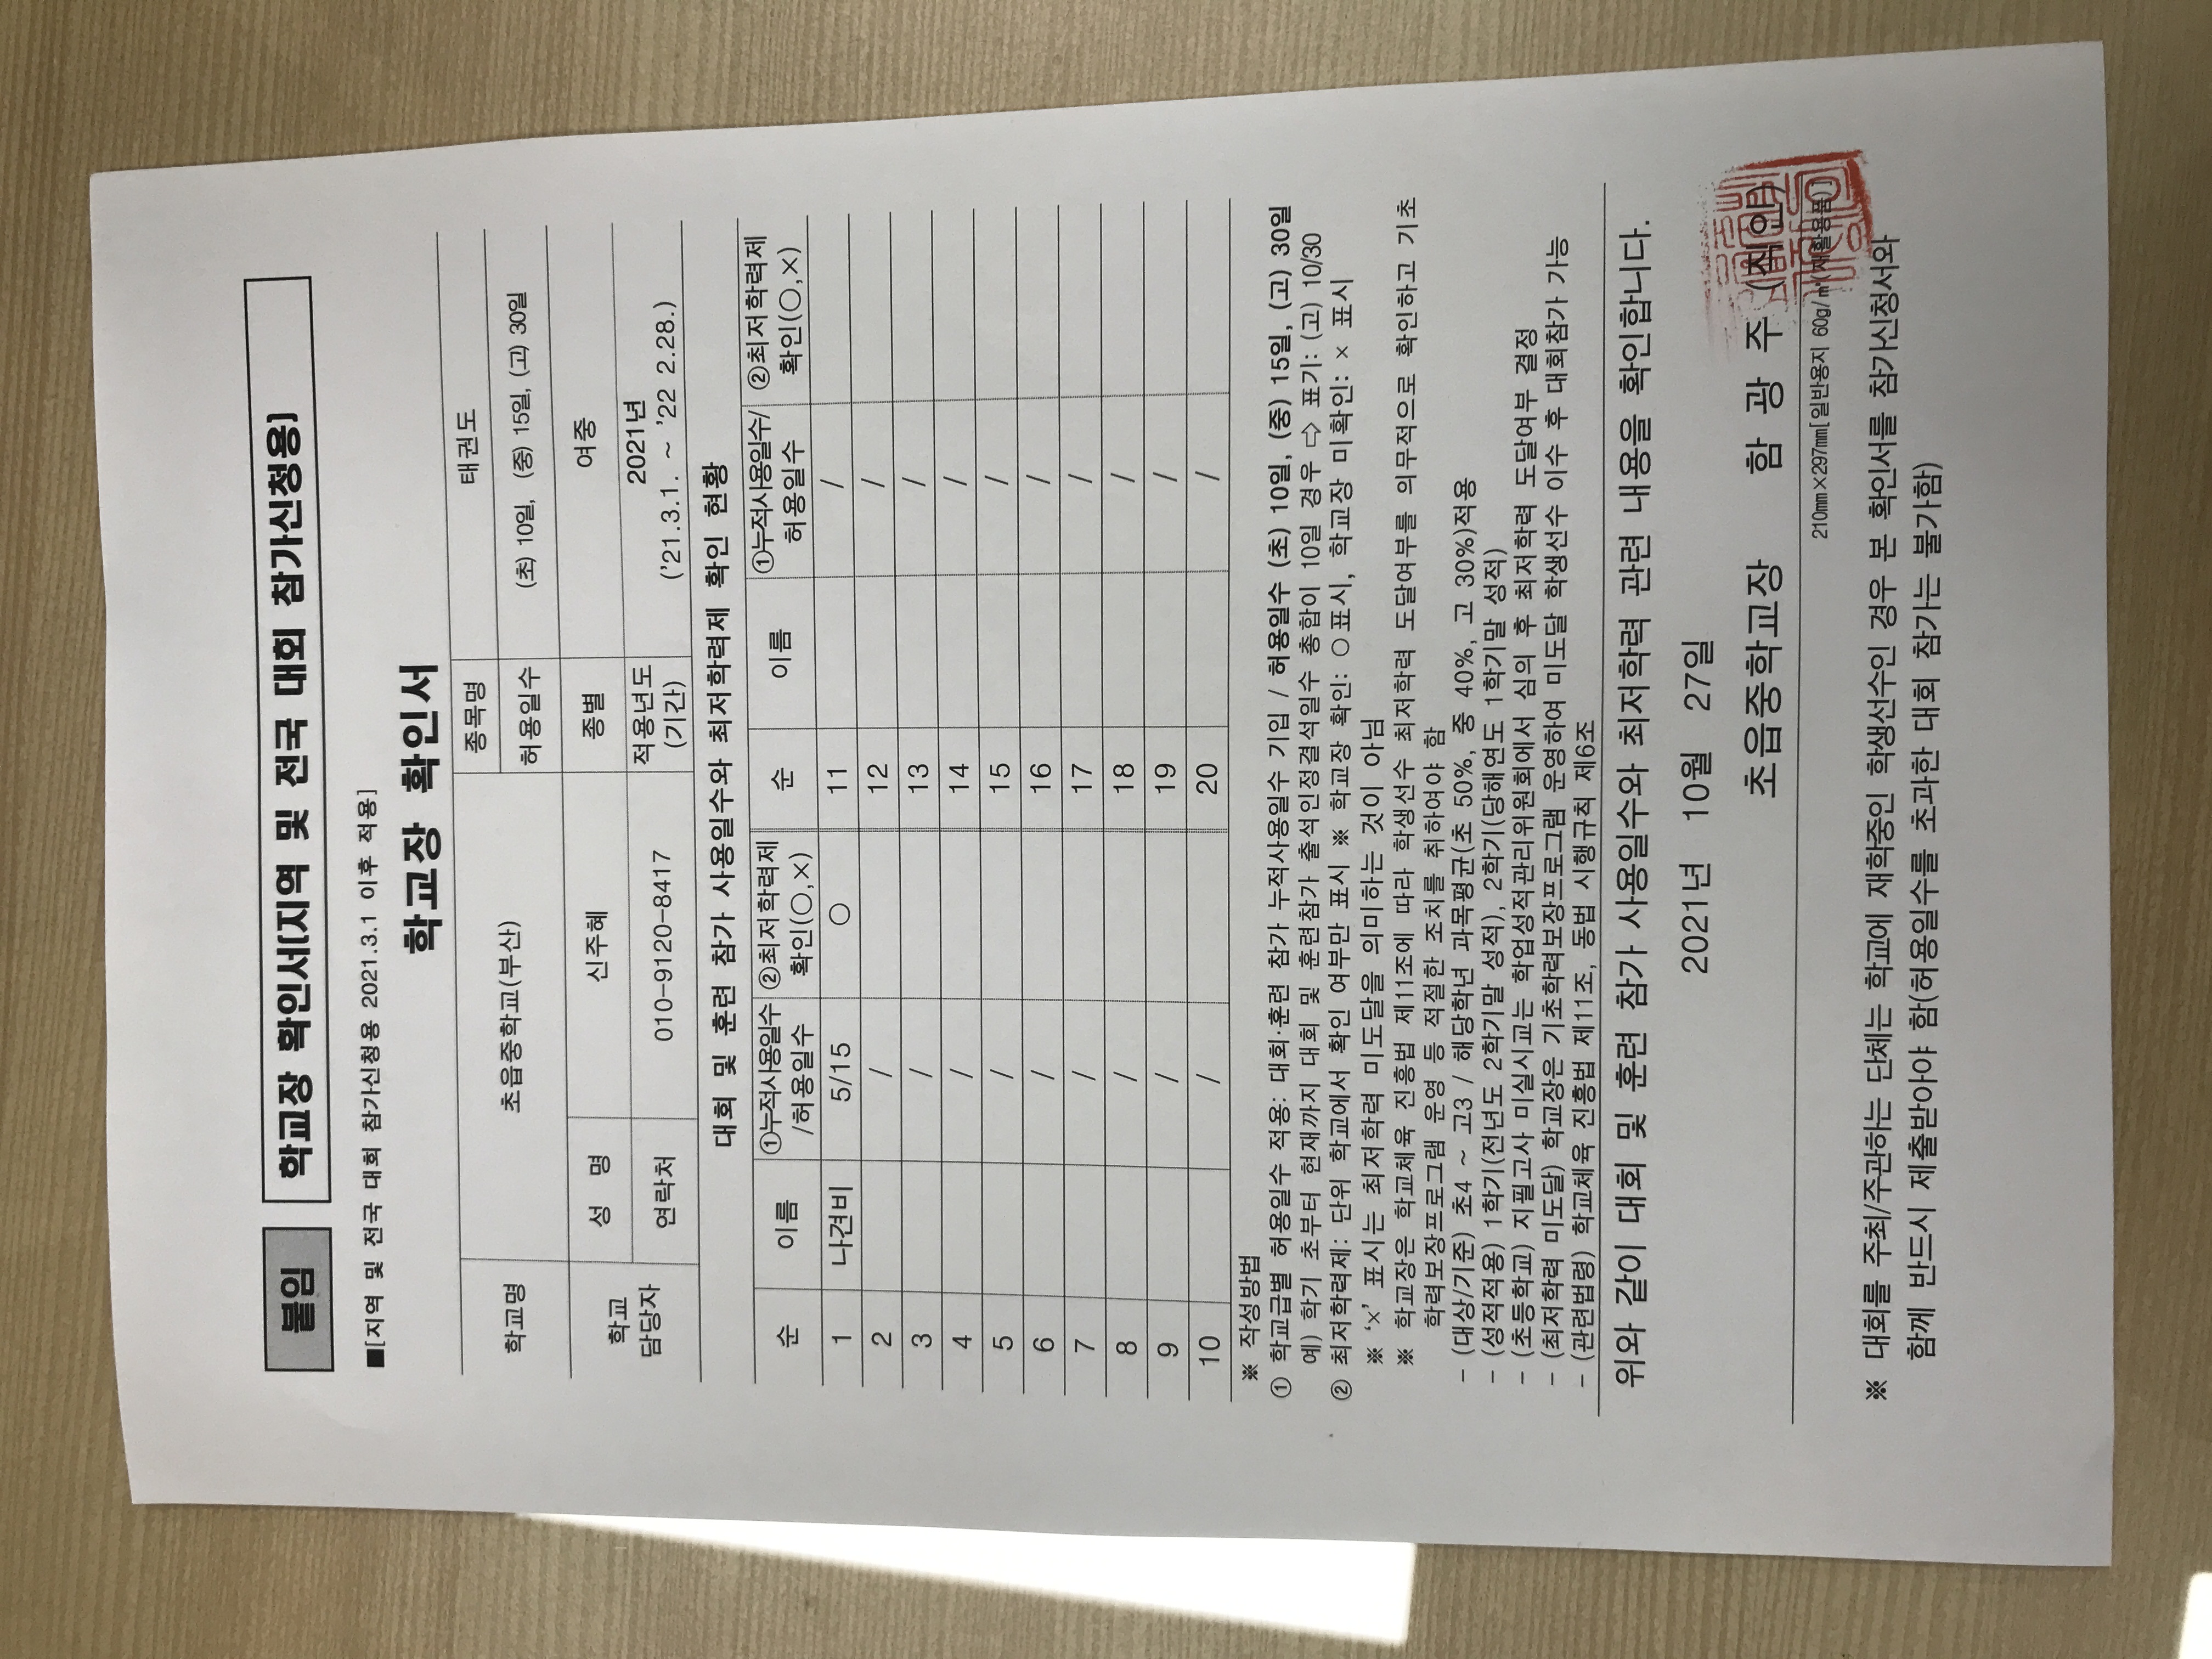 붙임
학교장 확인서[지역 및 전국 대회 참가신청용]
■[지역 및 전국 대회 참가신청용 2021.3.1 이후 적용]
학교장 확인서
학교명 초읍중학교(부산) 종목명 태권도
허용일수 (초) 10일, (중) 15일, (고) 30일
학교 담당자 성 명 신주혜 종별 여중
연락처 010-9120-8417 적용년도 (기간) 2021년 ('21.3.1. ~ '22 2.28.)
대회 및 훈련 참가 사용일수와 최저학력제 확인 현황
순 이름 ①누적사용일수 /허용일수 ②최저학력제 확인(○,×) 순 이름 ①누적사용일수/ 허용일수 ②최저학력제 확인(○,×)
1 나견비 5/15 ○ 11 /
2 / 12 /
3 / 13 /
4 / 14 /
5 / 15 /
6 / 16 /
7 / 17 /
8 / 18 /
9 / 19 /
10 / 20 /
※ 작성방법
① 학교급별 허용일수 적용: 대회·훈련 참가 누적사용일수 기입 / 허용일수 (초) 10일, (중) 15일, (고) 30일
예) 학기 초부터 현재까지 대회 및 훈련참가 출석인정결석일수 총합이 10일 경우 ⇨ 표기: (고) 10/30
② 최저학력제: 단위 학교에서 확인 여부만 표시 ※ 학교장 확인: ○표시, 학교장 미확인: × 표시
※ '×' 표시는 최저학력 미도달을 의미하는 것이 아님
※ 학교장은 학교체육 진흥법 제11조에 따라 학생선수 최저학력 도달여부를 의무적으로 확인하고 기초
학력보장프로그램 운영 등 적절한 조치를 취하여야 함
- (대상/기준) 초4 ~ 고3 / 해당학년 과목평균(초 50%, 중 40%, 고 30%)적용
- (성적적용) 1학기(전년도 2학기말 성적), 2학기(당해연도 1학기말 성적)
- (초등학교) 지필고사 미실시교는 학업성적관리위원회에서 심의 후 최저학력 도달여부 결정
- (최저학력 미도달) 학교장은 기초학력보장프로그램 운영하여 미도달 학생선수 이수 후 대회참가 가능
- (관련법령) 학교체육 진흥법 제11조, 동법 시행규칙 제6조
위와 같이 대회 및 훈련 참가 사용일수와 최저학력 관련 내용을 확인합니다.
2021년 10월 27일
초읍중학교장 함 광 주 (직인)
210㎜×297㎜[일반용지 60g/㎡(재활용품)]
※ 대회를 주최/주관하는 단체는 학교에 재학중인 학생선수인 경우 본 확인서를 참가신청서와
함께 반드시 제출받아야 함(허용일수를 초과한 대회 참가는 불가함)